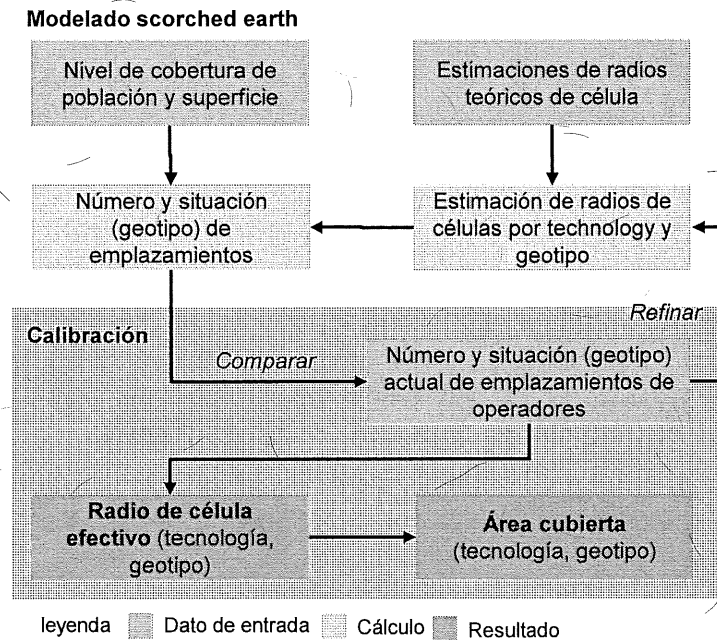 Modelado scorched earth
Nivel de cobertura de
población y superficie
Estimaciones de radios
teóricos de célula
Número y situación
(geotipo) de
emplazamientos
Estimación de radios de
células por technology y
geotipo
Refinar
Calibración
Comparar
Número y situación (geotipo)
actual de emplazamientos de
operadores
Radio de célula
efectivo (tecnología,
geotipo)
Área cubierta
(tecnología, geotipo)
leyenda Dato de entrada Cálculo Resultado